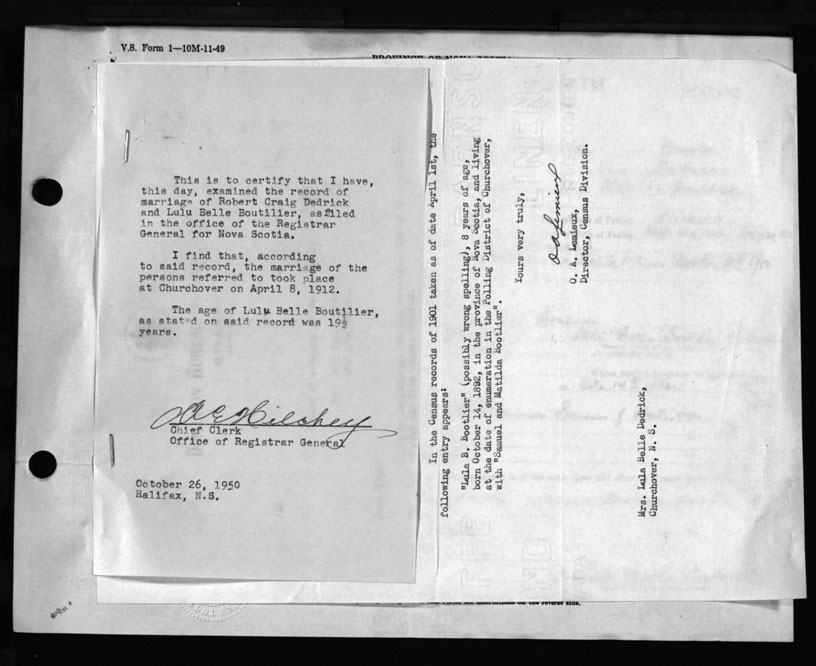 V.S. Form 1—10M-11-49
This is to certify that I have,
this day, examined the record of
marriage of Robert Craig Dedrick
and Lulu Belle Boutilier, as filed
in the office of the Registrar
General for Nova Scotia.
I find that, according
to said record, the marriage of the
persons referred to took place
at Churchover on April 8, 1912.
The age of Lulu Belle Boutilier,
as stated on said record was 19½
years.
Chief Clerk
Office of Registrar General
October 26, 1950
Halifax, N.S.
In the Census records of 1901 taken as of date April 1st, the
following entry appears:
"Lula B. Bootlier" (possibly wrong spelling), 8 years of age,
born October 14, 1892, in the province of Nova Scotia, and living
at the date of enumeration in the Polling District of Churchover,
with "Samuel and Matilda Bootlier".
Yours very truly,
O. A. Lemieux,
Director, Census Division.
Mrs. Lula Belle Dedrick,
Churchover, N. S.
on the reverse side.